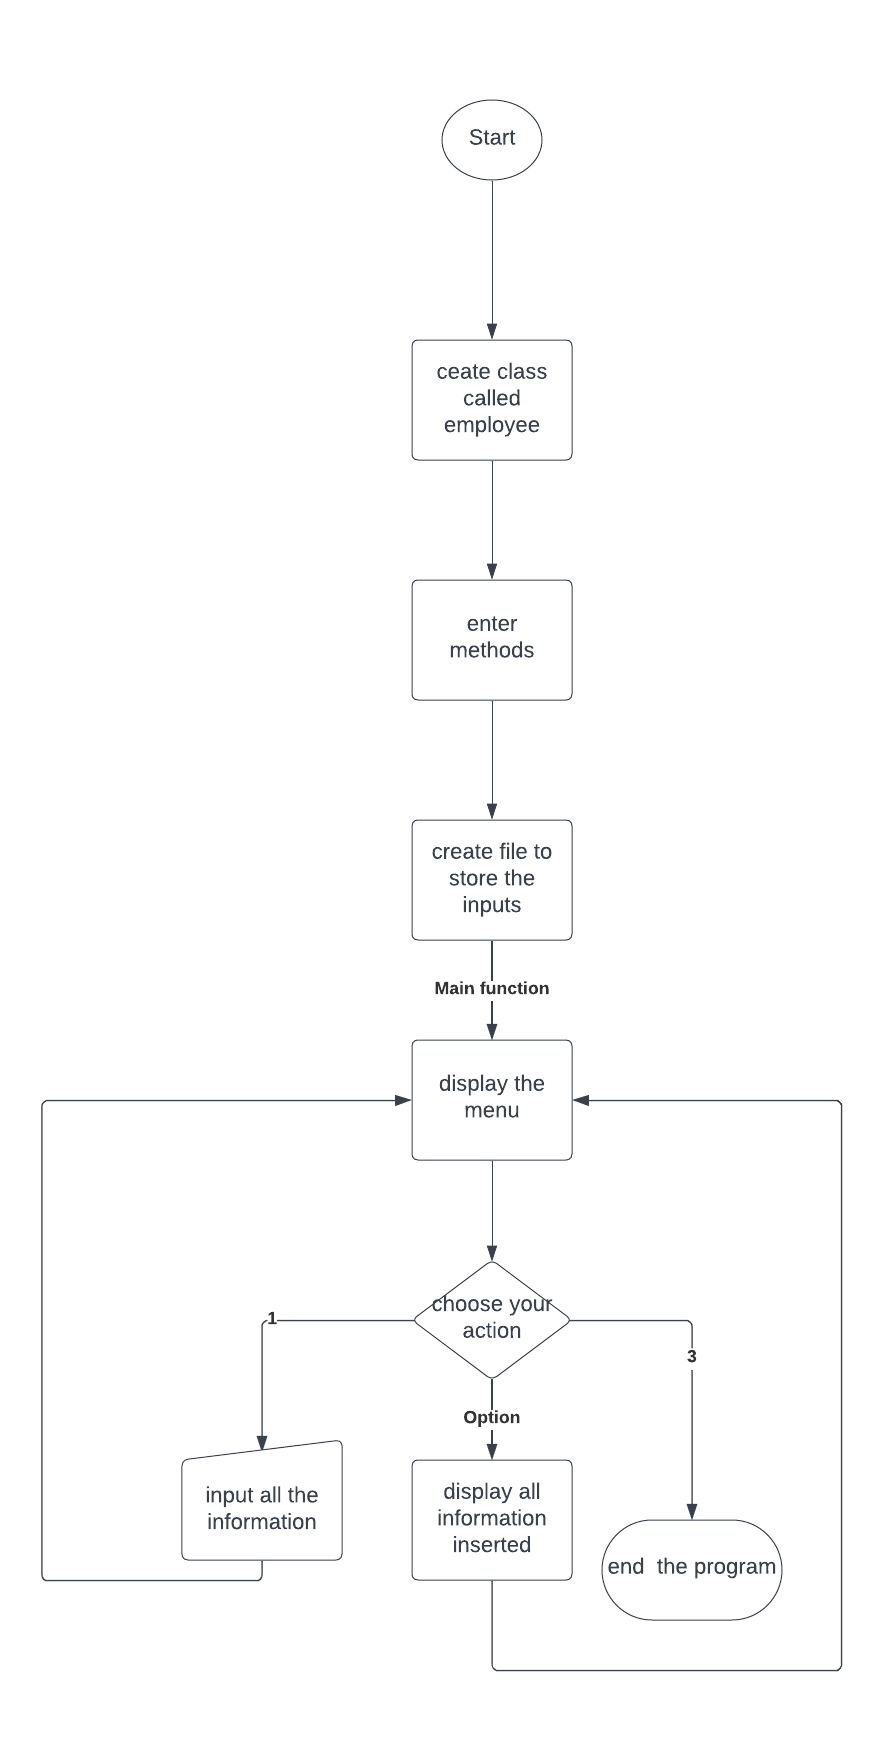 Start
ceate class
called
employee
enter
methods
create file to
store the
inputs
Main function
display the
menu
choose your
action
1
3
Option
input all the
information
display all
information
inserted
end  the program